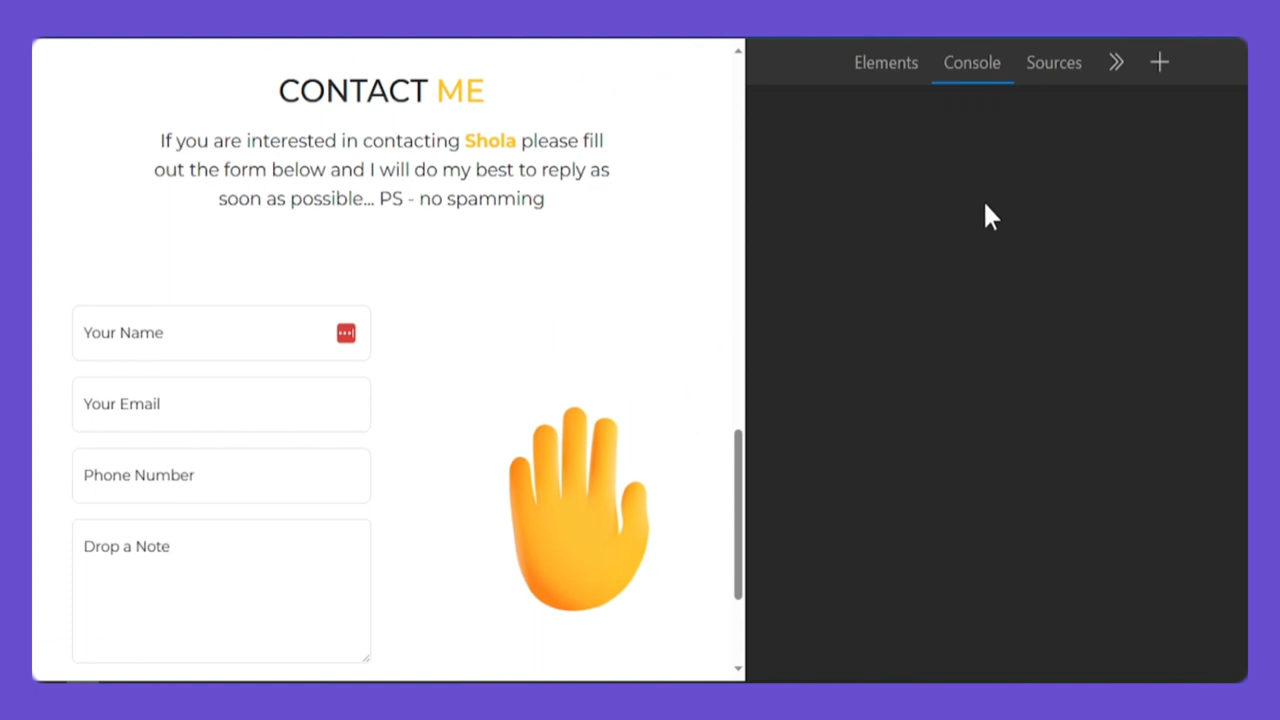 Elements Console Sources
CONTACT ME
If you are interested in contacting Shola please fill
out the form below and I will do my best to reply as
soon as possible... PS - no spamming
Your Name
Your Email
Phone Number
Drop a Note